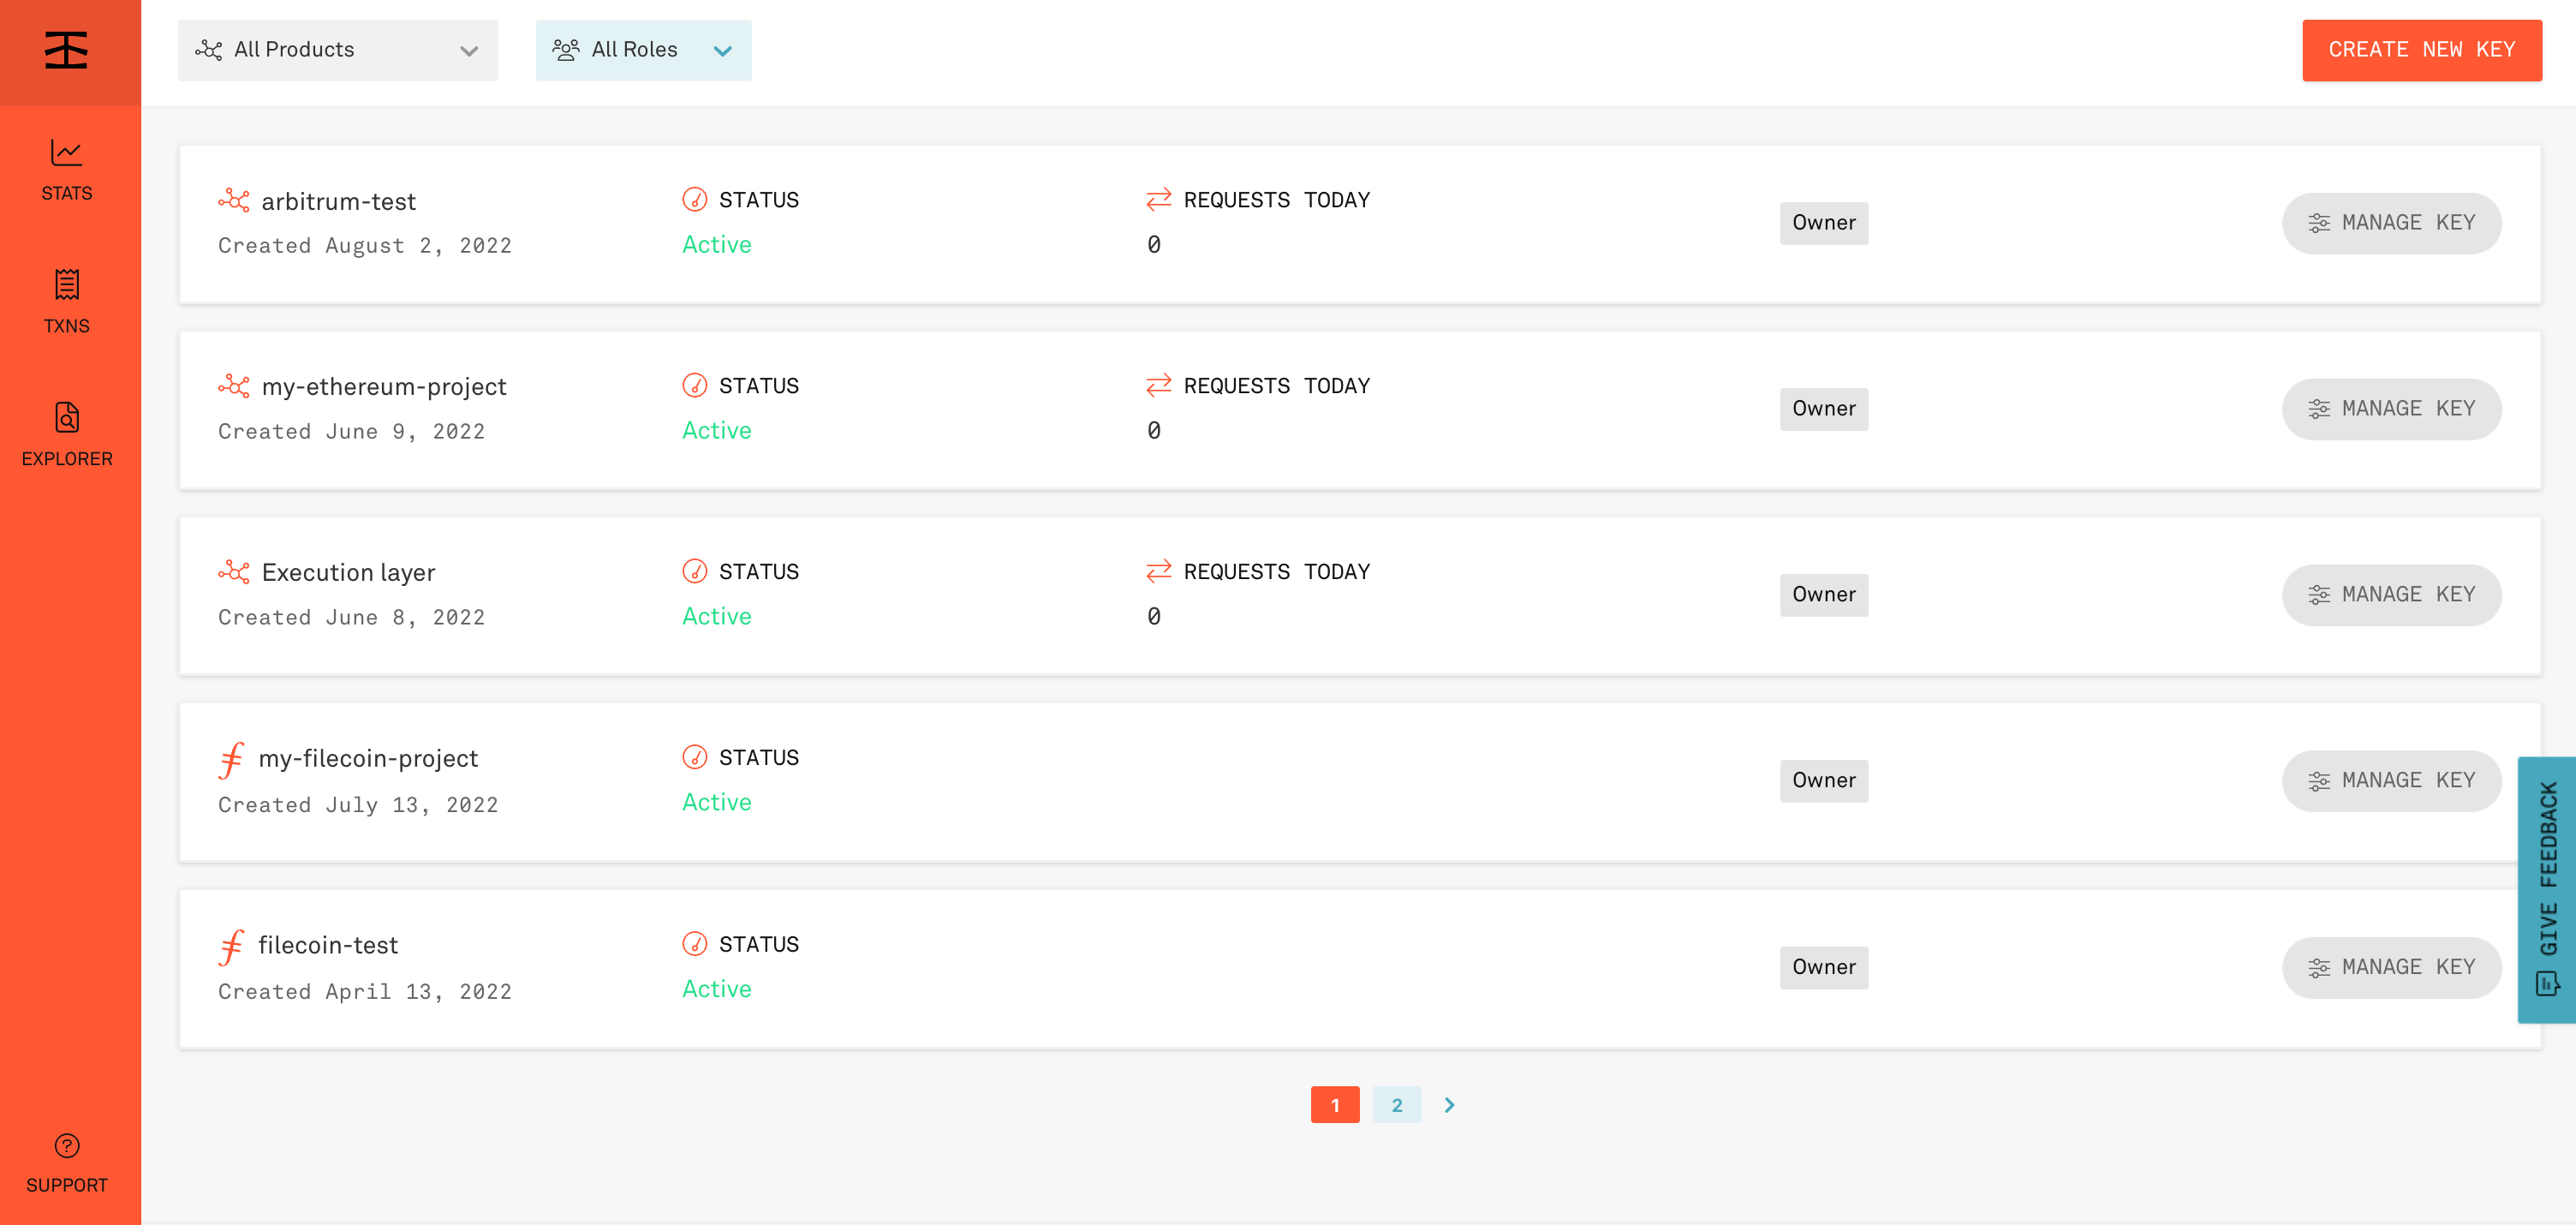 All Products
All Roles
CREATE NEW KEY
STATS
TXNS
EXPLORER
SUPPORT
arbitrum-test
Created August 2, 2022
STATUS
Active
REQUESTS TODAY
0
Owner
MANAGE KEY
my-ethereum-project
Created June 9, 2022
STATUS
Active
REQUESTS TODAY
0
Owner
MANAGE KEY
Execution layer
Created June 8, 2022
STATUS
Active
REQUESTS TODAY
0
Owner
MANAGE KEY
my-filecoin-project
Created July 13, 2022
STATUS
Active
Owner
MANAGE KEY
filecoin-test
Created April 13, 2022
STATUS
Active
Owner
MANAGE KEY
GIVE FEEDBACK
1 2